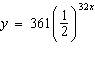 y = 361(1/2)^{32x}